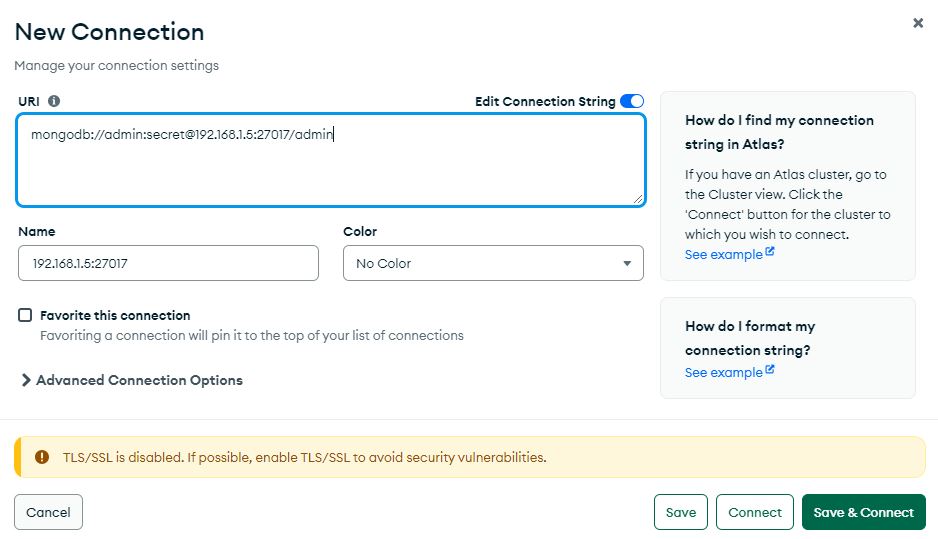 New Connection
Manage your connection settings
URI
Edit Connection String
mongodb://admin:secret@192.168.1.5:27017/admin
Name
Color
192.168.1.5:27017
No Color
Favorite this connection
Favoriting a connection will pin it to the top of your list of connections
Advanced Connection Options
How do I find my connection
string in Atlas?
If you have an Atlas cluster, go to
the Cluster view. Click the
'Connect' button for the cluster to
which you wish to connect.
See example
How do I format my
connection string?
See example
TLS/SSL is disabled. If possible, enable TLS/SSL to avoid security vulnerabilities.
Cancel
Save
Connect
Save & Connect